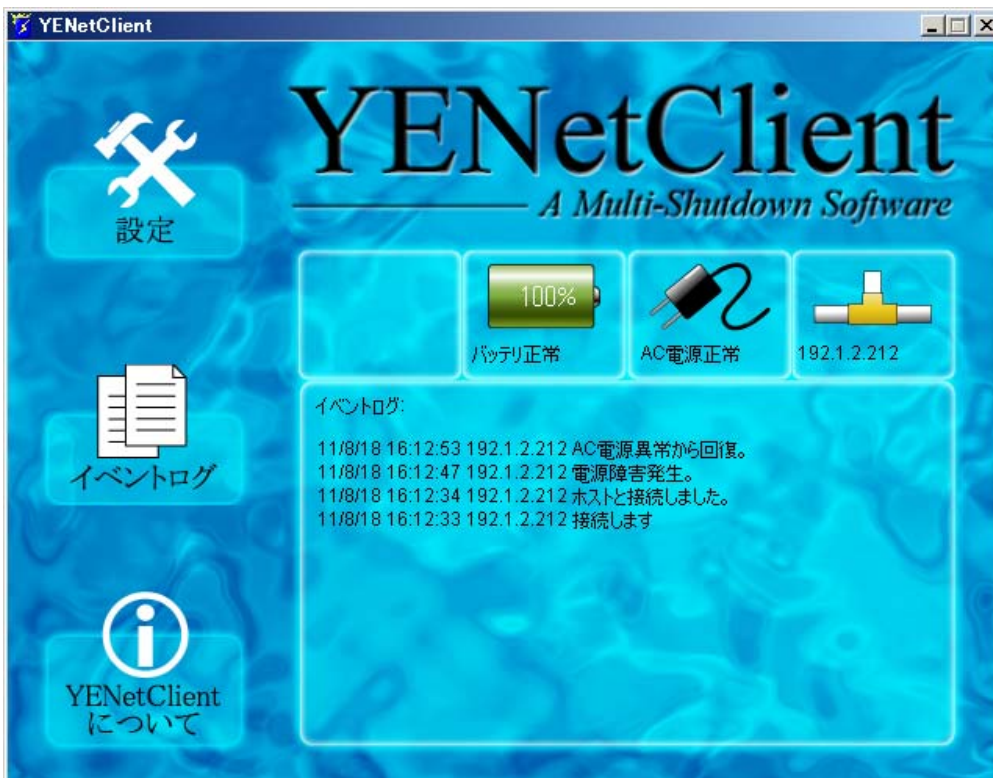 YENetClient
YENetClient
A Multi-Shutdown Software
設定
100%
バッテリ正常
AC電源正常
192.1.2.212
イベントログ:
11/8/18 16:12:53 192.1.2.212 AC電源異常から回復。
11/8/18 16:12:47 192.1.2.212 電源障害発生。
11/8/18 16:12:34 192.1.2.212 ホストと接続しました。
11/8/18 16:12:33 192.1.2.212 接続します
イベントログ
YENetClient
について